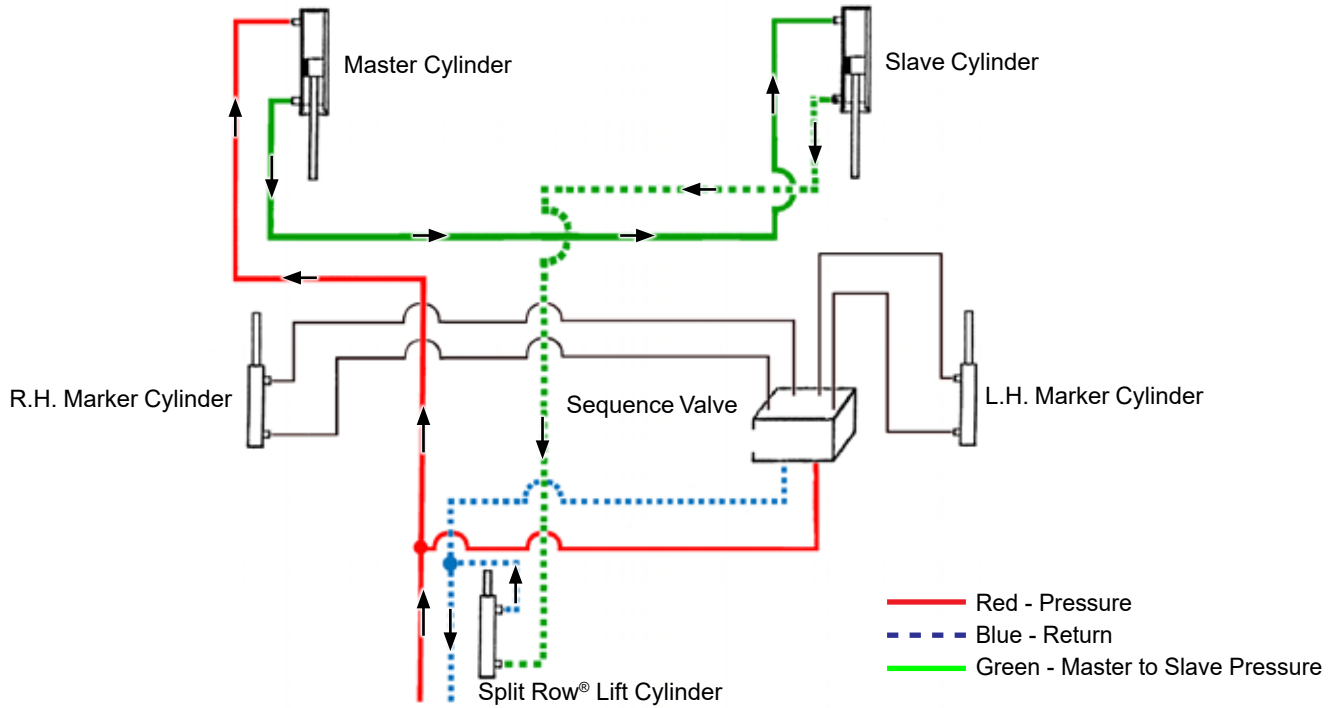 Master Cylinder
Slave Cylinder
R.H. Marker Cylinder
Sequence Valve
L.H. Marker Cylinder
Red - Pressure
Blue - Return
Green - Master to Slave Pressure
Split Row® Lift Cylinder